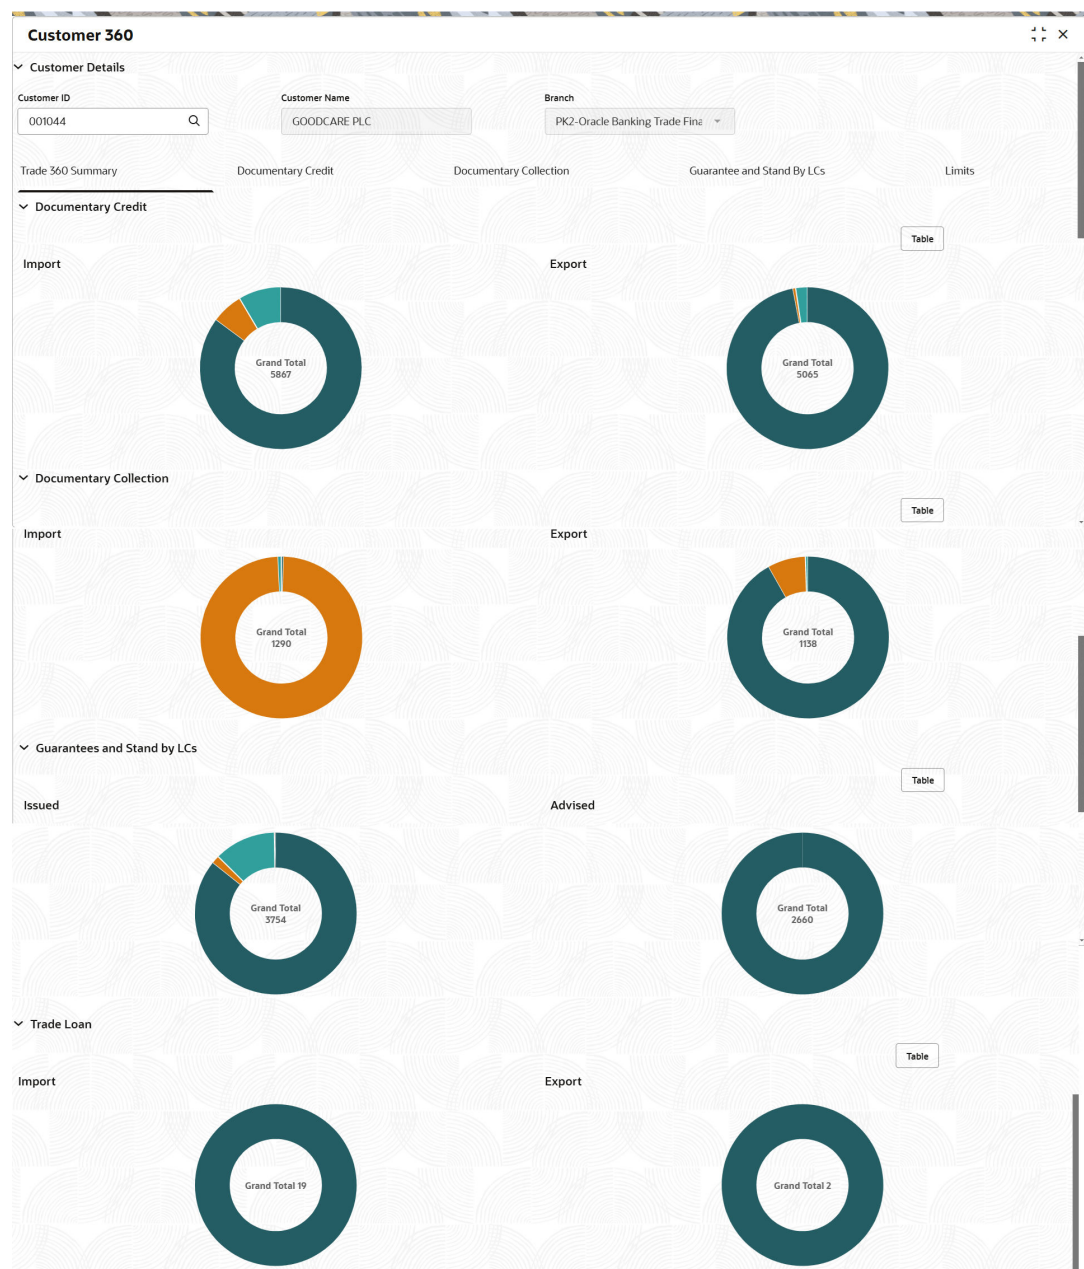 Customer 360
Customer Details
Customer ID
Customer Name
Branch
001044
GOODCARE PLC
PK2-Oracle Banking Trade Fina
Trade 360 Summary
Documentary Credit
Documentary Collection
Guarantee and Stand By LCs
Limits
Documentary Credit
Table
Import
Export
Grand Total
5867
Grand Total
5065
Documentary Collection
Table
Import
Export
Grand Total
1290
Grand Total
1138
Guarantees and Stand by LCs
Table
Issued
Advised
Grand Total
3754
Grand Total
2660
Trade Loan
Table
Import
Export
Grand Total 19
Grand Total 2